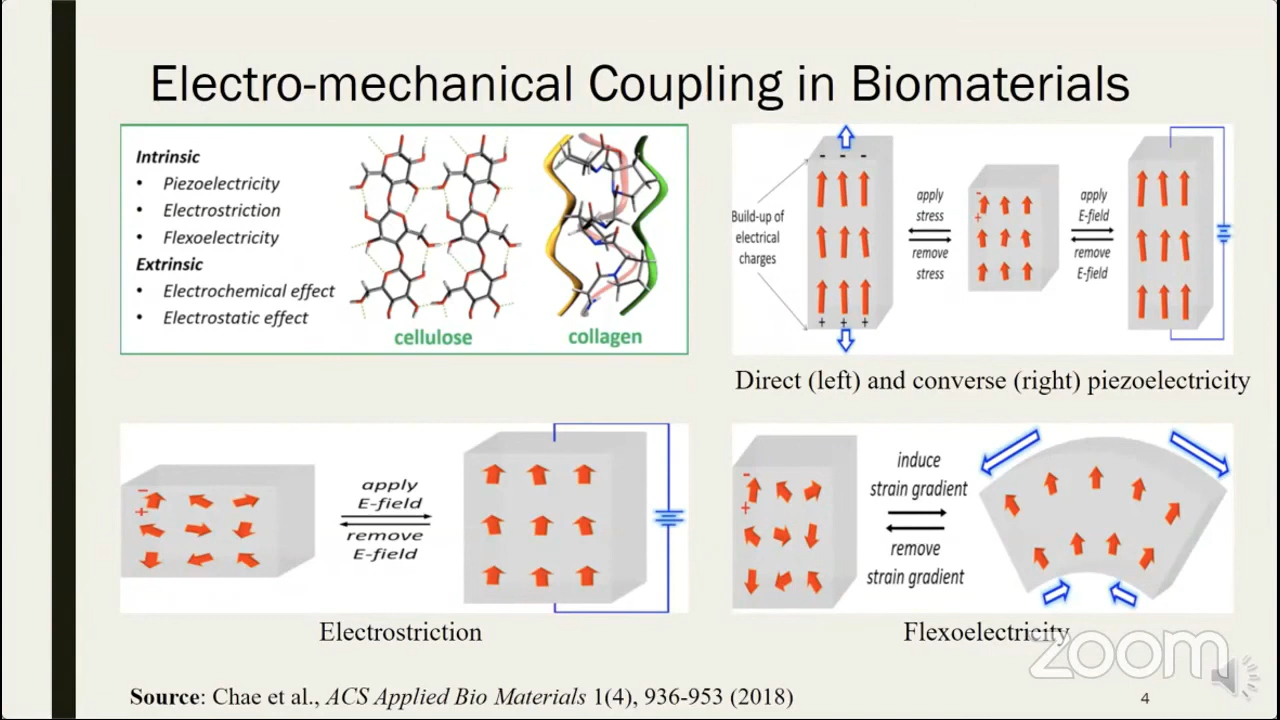 Electro-mechanical Coupling in Biomaterials
Intrinsic
• Piezoelectricity
• Electrostriction
• Flexoelectricity
Extrinsic
• Electrochemical effect
• Electrostatic effect
cellulose
collagen
- - -
Build-up of
electrical
charges
+ + +
apply
stress
remove
stress
-
+
apply
E-field
remove
E-field
Direct (left) and converse (right) piezoelectricity
-
+
apply
E-field
remove
E-field
Electrostriction
-
+
induce
strain gradient
remove
strain gradient
Flexoelectricity
zoom
Source: Chae et al., ACS Applied Bio Materials 1(4), 936-953 (2018)
4